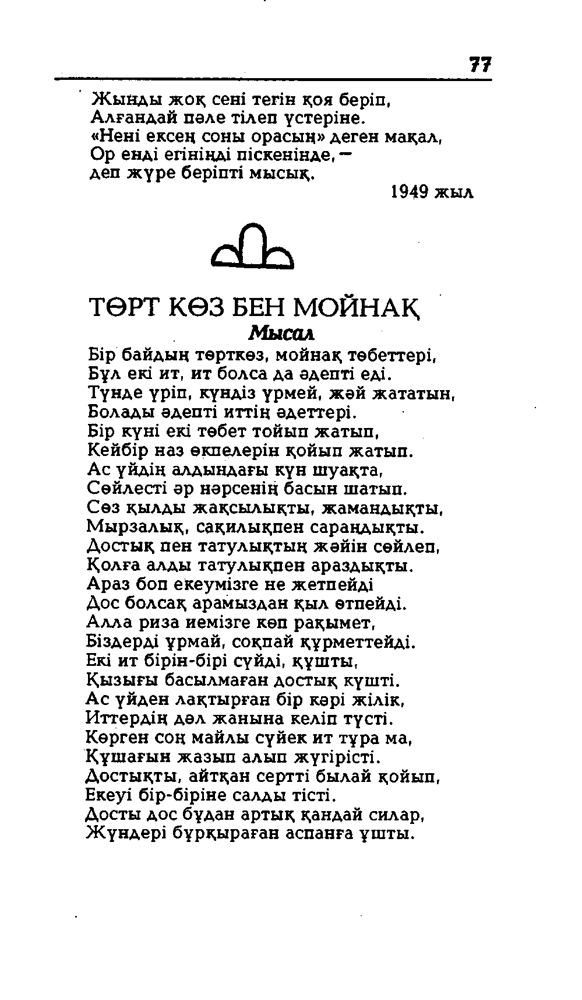 77
Жынды жоқ сені тегін қоя беріп,
Алғандай пәле тілеп үстеріне.
«Нені ексең соны орасың» деген мақал,
Ор енді егініңді піскенінде, —
деп жүре беріпті мысық.
1949 жыл
ТӨРТ КӨЗ БЕН МОЙНАҚ
Мысал
Бір байдың төрткөз, мойнақ төбеттері,
Бұл екі ит, ит болса да әдепті еді.
Түнде үріп, күндіз үрмей, жәй жататын,
Болады әдепті иттің әдеттері.
Бір күні екі төбет тойып жатып,
Кейбір наз өкпелерін қойып жатып.
Ас үйдің алдындағы күн шуақта,
Сөйлесті әр нәрсенің басын шатып.
Сөз қылды жақсылықты, жамандықты,
Мырзалық, сақилықпен сараңдықты.
Достық пен татулықтың жәйін сөйлеп,
Қолға алды татулықпен араздықты.
Араз боп екеумізге не жетпейді
Дос болсақ арамыздан қыл өтпейді.
Алла риза иемізге көп рақымет,
Біздерді ұрмай, соқпай құрметтейді.
Екі ит бірін-бірі сүйді, құшты,
Қызығы басылмаған достық күшті.
Ас үйден лақтырған бір кәрі жілік,
Иттердің дәл жанына келіп түсті.
Көрген соң майлы сүйек ит тұра ма,
Құшағын жазып алып жүгірісті.
Достықты, айтқан сертті былай қойып,
Екеуі бір-біріне салды тісті.
Досты дос бұдан артық қандай силар,
Жүндері бұрқыраған аспанға ұшты.